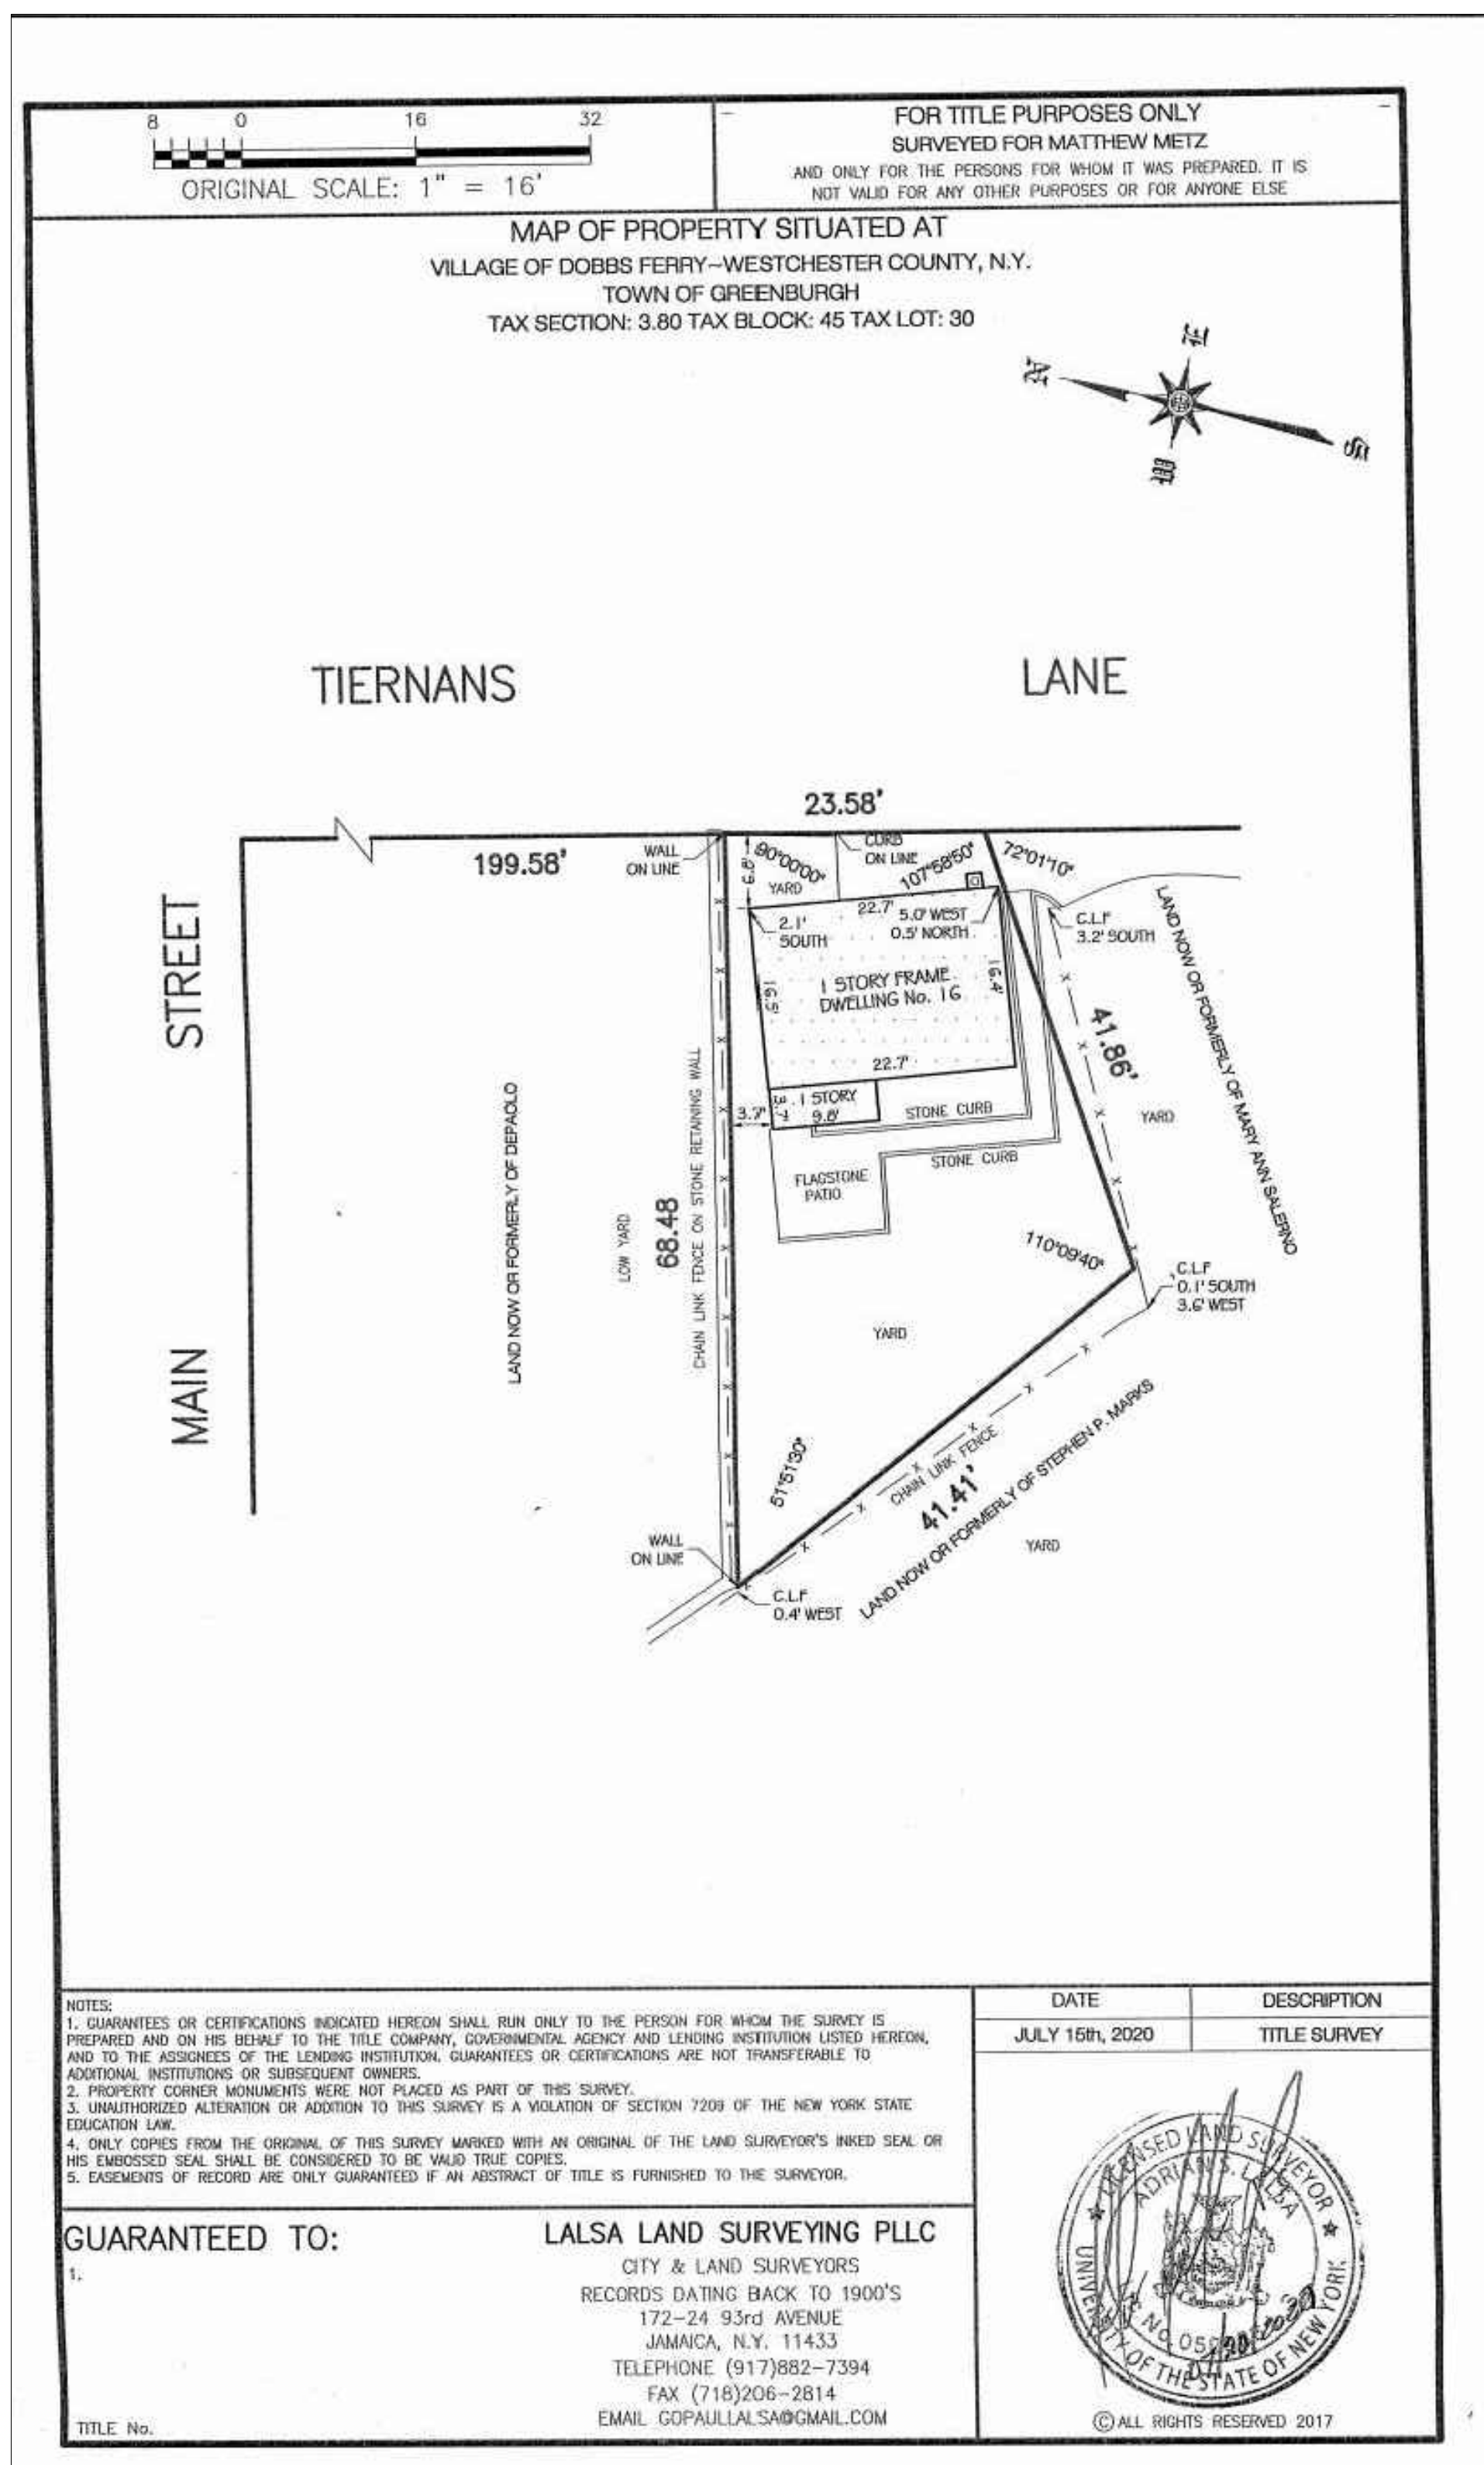 8 0 16 32
ORIGINAL SCALE: 1" = 16'
FOR TITLE PURPOSES ONLY
SURVEYED FOR MATTHEW METZ
AND ONLY FOR THE PERSONS FOR WHOM IT WAS PREPARED. IT IS
NOT VALID FOR ANY OTHER PURPOSES OR FOR ANYONE ELSE
MAP OF PROPERTY SITUATED AT
VILLAGE OF DOBBS FERRY~WESTCHESTER COUNTY, N.Y.
TOWN OF GREENBURGH
TAX SECTION: 3.80 TAX BLOCK: 45 TAX LOT: 30
N
E
S
W
TIERNANS LANE
23.58'
199.58'
WALL
ON LINE
6.8'
90°00'00"
YARD
CURB
ON LINE
107°58'50"
72°01'10"
2.1'
SOUTH
22.7'
5.0' WEST
0.5' NORTH
C.L.F
3.2' SOUTH
16.5'
1 STORY FRAME
DWELLING No. 16
16.4'
22.7'
41.86'
LAND NOW OR FORMERLY OF MARY ANN SALERNO
YARD
MAIN STREET
LAND NOW OR FORMERLY OF DEPAOLO
LOW YARD
68.48
CHAIN LINK FENCE ON STONE RETAINING WALL
3.7'
1 STORY
9.8'
STONE CURB
STONE CURB
FLAGSTONE
PATIO
110°09'40"
C.L.F
0.1' SOUTH
3.6' WEST
YARD
51°51'30"
CHAIN LINK FENCE
41.41'
LAND NOW OR FORMERLY OF STEPHEN P. MARKS
YARD
WALL
ON LINE
C.L.F
0.4' WEST
NOTES:
1. GUARANTEES OR CERTIFICATIONS INDICATED HEREON SHALL RUN ONLY TO THE PERSON FOR WHOM THE SURVEY IS
PREPARED AND ON HIS BEHALF TO THE TITLE COMPANY, GOVERNMENTAL AGENCY AND LENDING INSTITUTION LISTED HEREON,
AND TO THE ASSIGNEES OF THE LENDING INSTITUTION. GUARANTEES OR CERTIFICATIONS ARE NOT TRANSFERABLE TO
ADDITIONAL INSTITUTIONS OR SUBSEQUENT OWNERS.
2. PROPERTY CORNER MONUMENTS WERE NOT PLACED AS PART OF THIS SURVEY.
3. UNAUTHORIZED ALTERATION OR ADDITION TO THIS SURVEY IS A VIOLATION OF SECTION 7209 OF THE NEW YORK STATE
EDUCATION LAW.
4. ONLY COPIES FROM THE ORIGINAL OF THIS SURVEY MARKED WITH AN ORIGINAL OF THE LAND SURVEYOR'S INKED SEAL OR
HIS EMBOSSED SEAL SHALL BE CONSIDERED TO BE VALID TRUE COPIES.
5. EASEMENTS OF RECORD ARE ONLY GUARANTEED IF AN ABSTRACT OF TITLE IS FURNISHED TO THE SURVEYOR.
DATE DESCRIPTION
JULY 15th, 2020 TITLE SURVEY
GUARANTEED TO:
1.
TITLE No.
LALSA LAND SURVEYING PLLC
CITY & LAND SURVEYORS
RECORDS DATING BACK TO 1900'S
172-24 93rd AVENUE
JAMAICA, N.Y. 11433
TELEPHONE (917)882-7394
FAX (718)206-2814
EMAIL GOPAULLALSA@GMAIL.COM
LICENSED LAND SURVEYOR
ADRIAN S. LALSA
UNIVERSITY OF THE STATE OF NEW YORK
© ALL RIGHTS RESERVED 2017